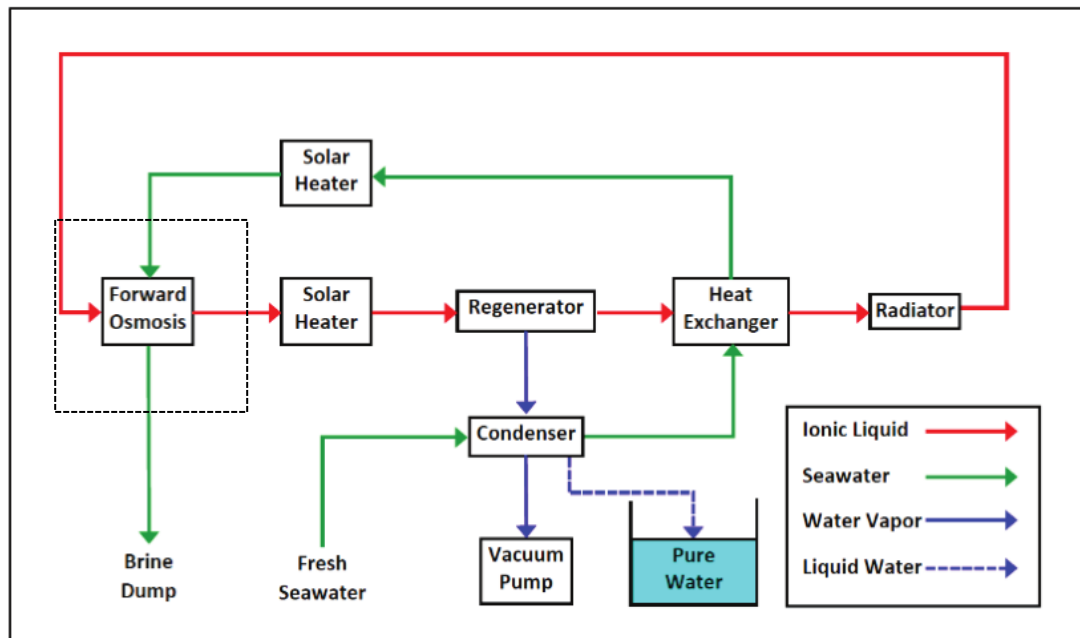 Solar
Heater
Forward
Osmosis
Solar
Heater
Regenerator
Heat
Exchanger
Radiator
Condenser
Brine
Dump
Fresh
Seawater
Vacuum
Pump
Pure
Water
Ionic Liquid
Seawater
Water Vapor
Liquid Water